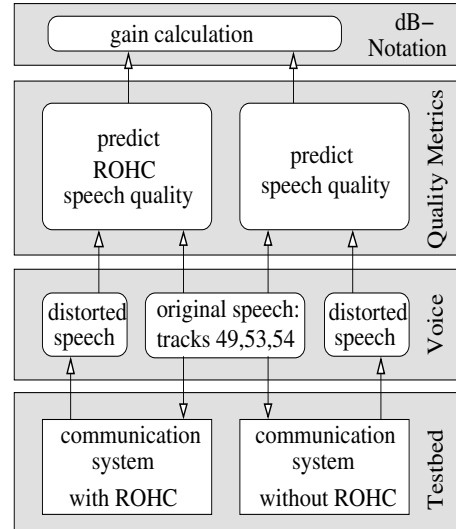 gain calculation
dB-
Notation
predict
ROHC
speech quality
predict
speech quality
Quality Metrics
distorted
speech
original speech:
tracks 49,53,54
distorted
speech
Voice
communication
system
with ROHC
communication
system
without ROHC
Testbed